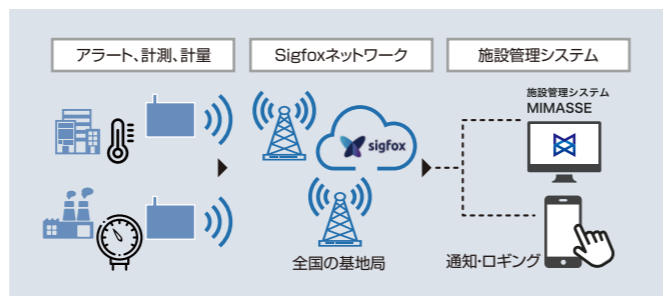 アラート、計測、計量
Sigfoxネットワーク
施設管理システム
施設管理システム
MIMASSE
sigfox
全国の基地局
通知・ロギング